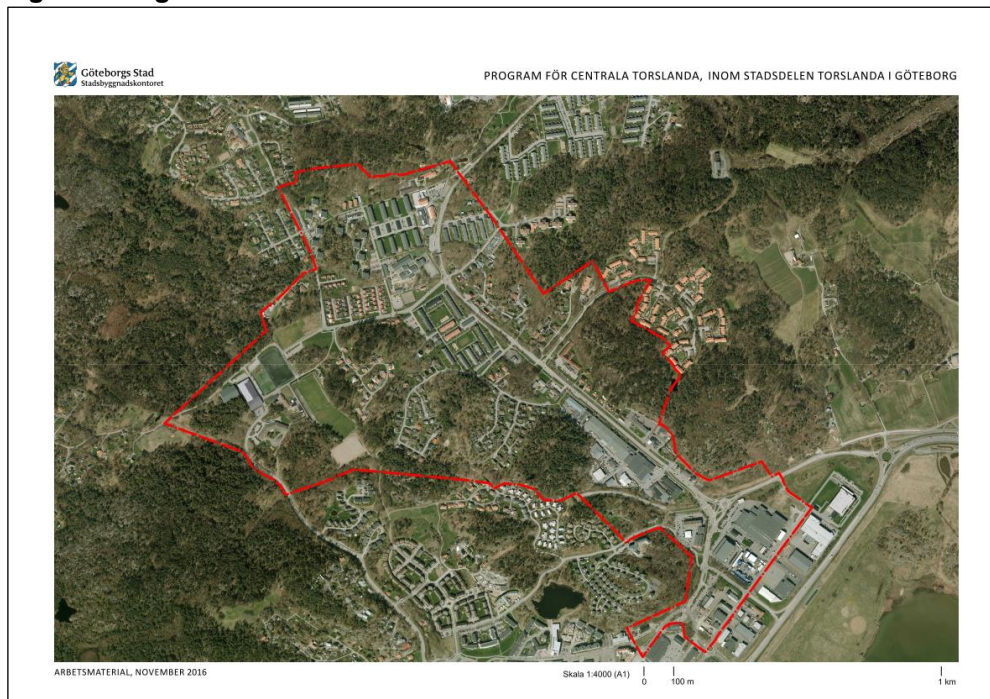 Göteborgs Stad
Stadsbyggnadskontoret
PROGRAM FÖR CENTRALA TORSLANDA, INOM STADSDELEN TORSLANDA I GÖTEBORG
ARBETSMATERIAL, NOVEMBER 2016
Skala 1:4000 (A1)
0 100 m 1 km